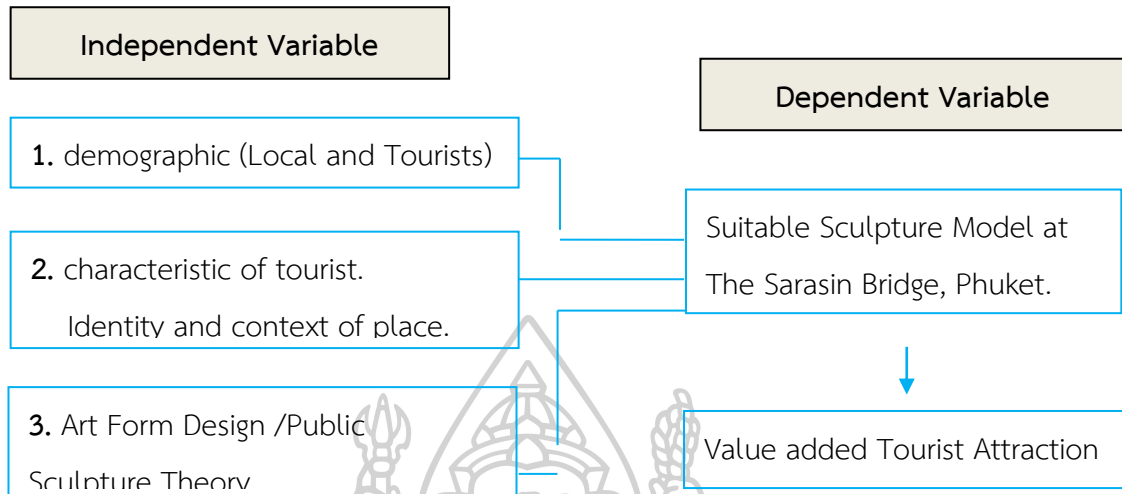 Independent Variable
Dependent Variable
1. demographic (Local and Tourists)
2. characteristic of tourist.
Identity and context of place.
3. Art Form Design /Public
Sculpture Theory
Suitable Sculpture Model at
The Sarasin Bridge, Phuket.
Value added Tourist Attraction